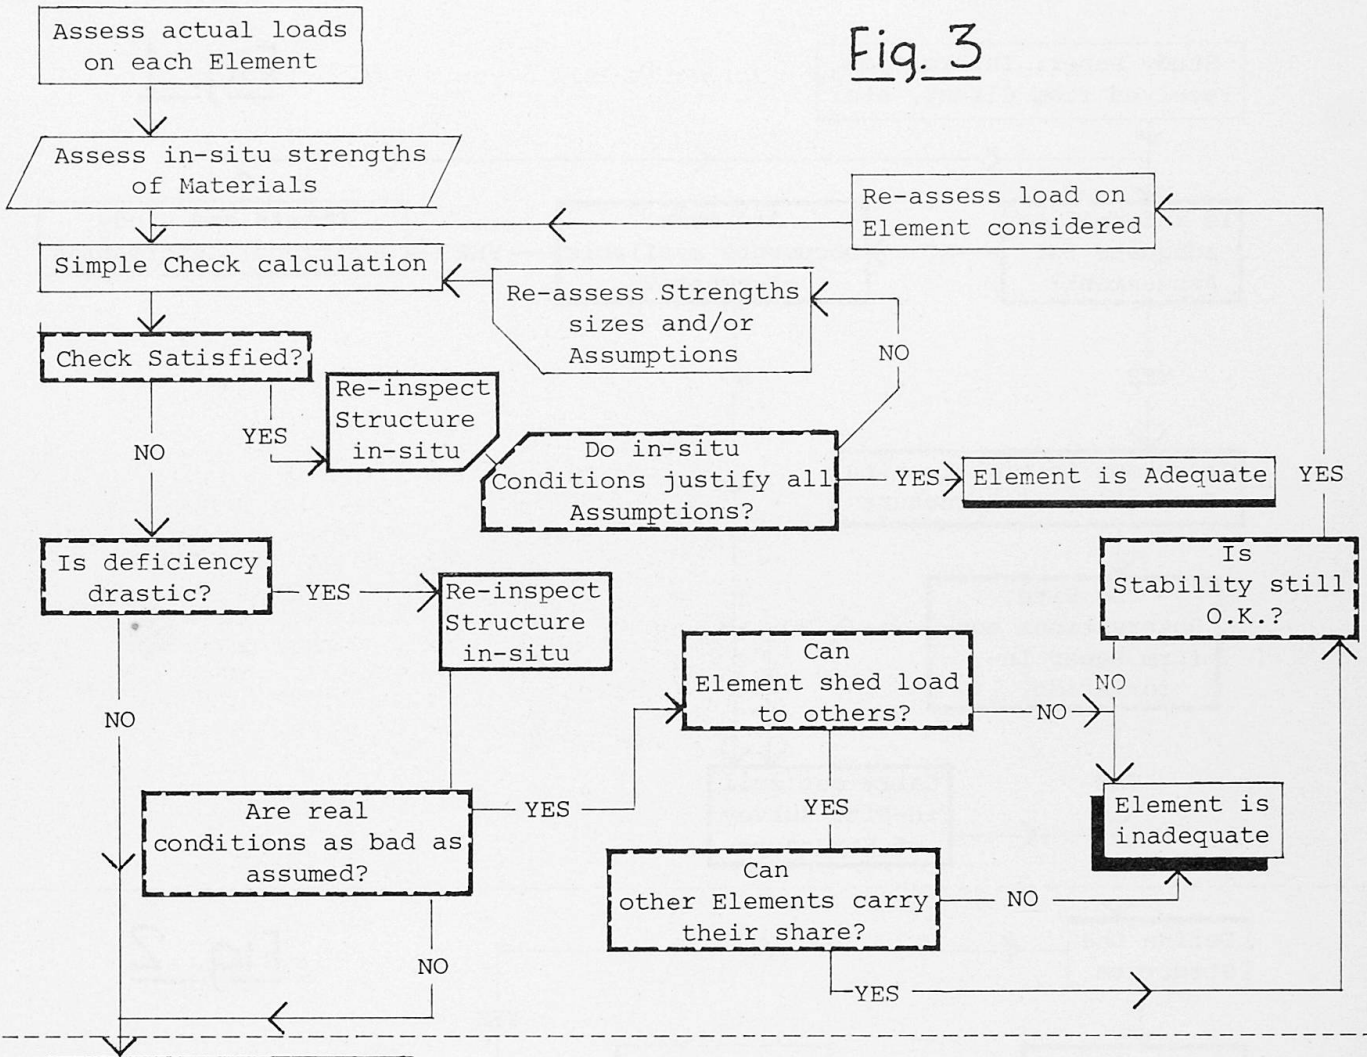 Assess actual loads
on each Element
Fig. 3
Assess in-situ strengths
of Materials
Re-assess load on
Element considered
Simple Check calculation
Re-assess Strengths
sizes and/or
Assumptions
Check Satisfied?
NO
Re-inspect
Structure
in-situ
YES
NO
Do in-situ
Conditions justify all
Assumptions?
YES
Element is Adequate
YES
Is deficiency
drastic?
YES
Re-inspect
Structure
in-situ
Is
Stability still
O.K.?
Can
Element shed load
to others?
NO
NO
NO
Are real
conditions as bad as
assumed?
YES
YES
Element is
inadequate
Can
other Elements carry
their share?
NO
NO
YES
Fig. 2